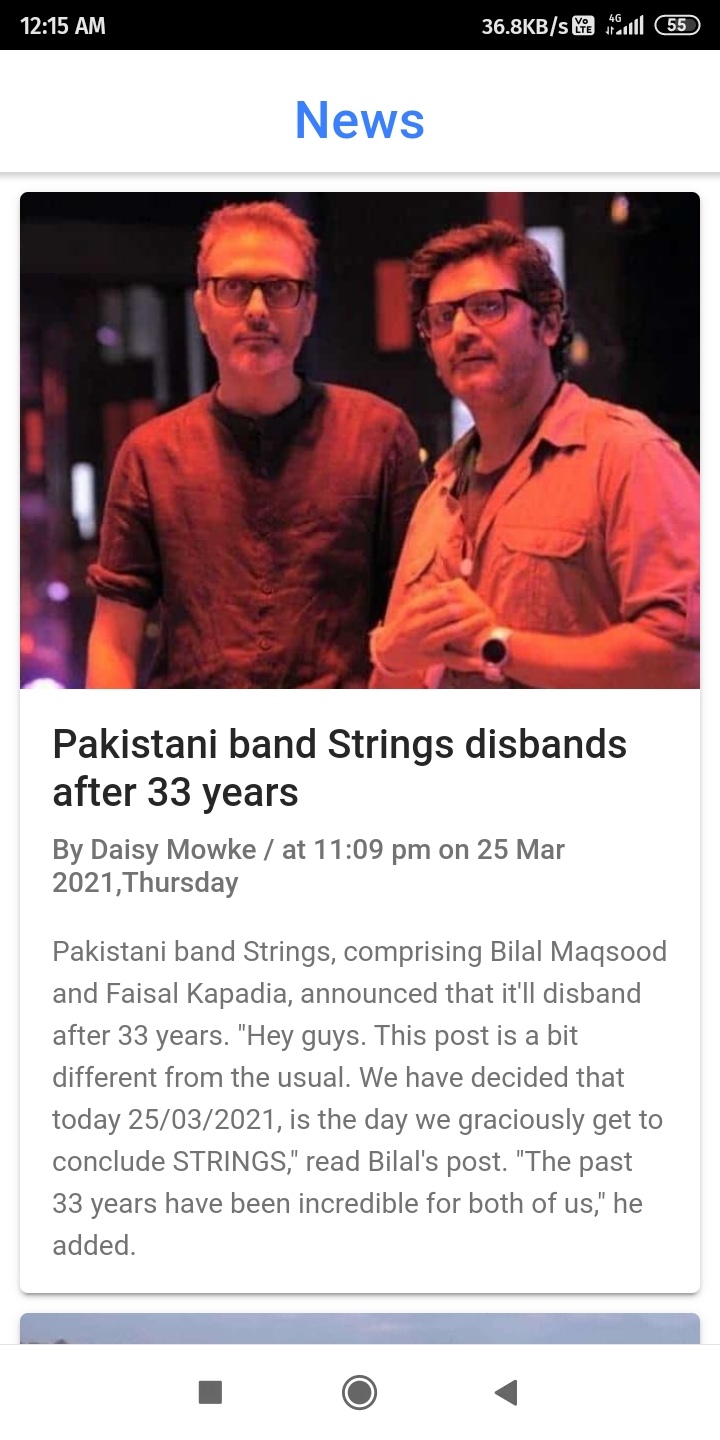 12:15 AM 36.8KB/s Vo LTE 4G 55
News
Pakistani band Strings disbands
after 33 years
By Daisy Mowke / at 11:09 pm on 25 Mar
2021,Thursday
Pakistani band Strings, comprising Bilal Maqsood
and Faisal Kapadia, announced that it'll disband
after 33 years. "Hey guys. This post is a bit
different from the usual. We have decided that
today 25/03/2021, is the day we graciously get to
conclude STRINGS," read Bilal's post. "The past
33 years have been incredible for both of us," he
added.